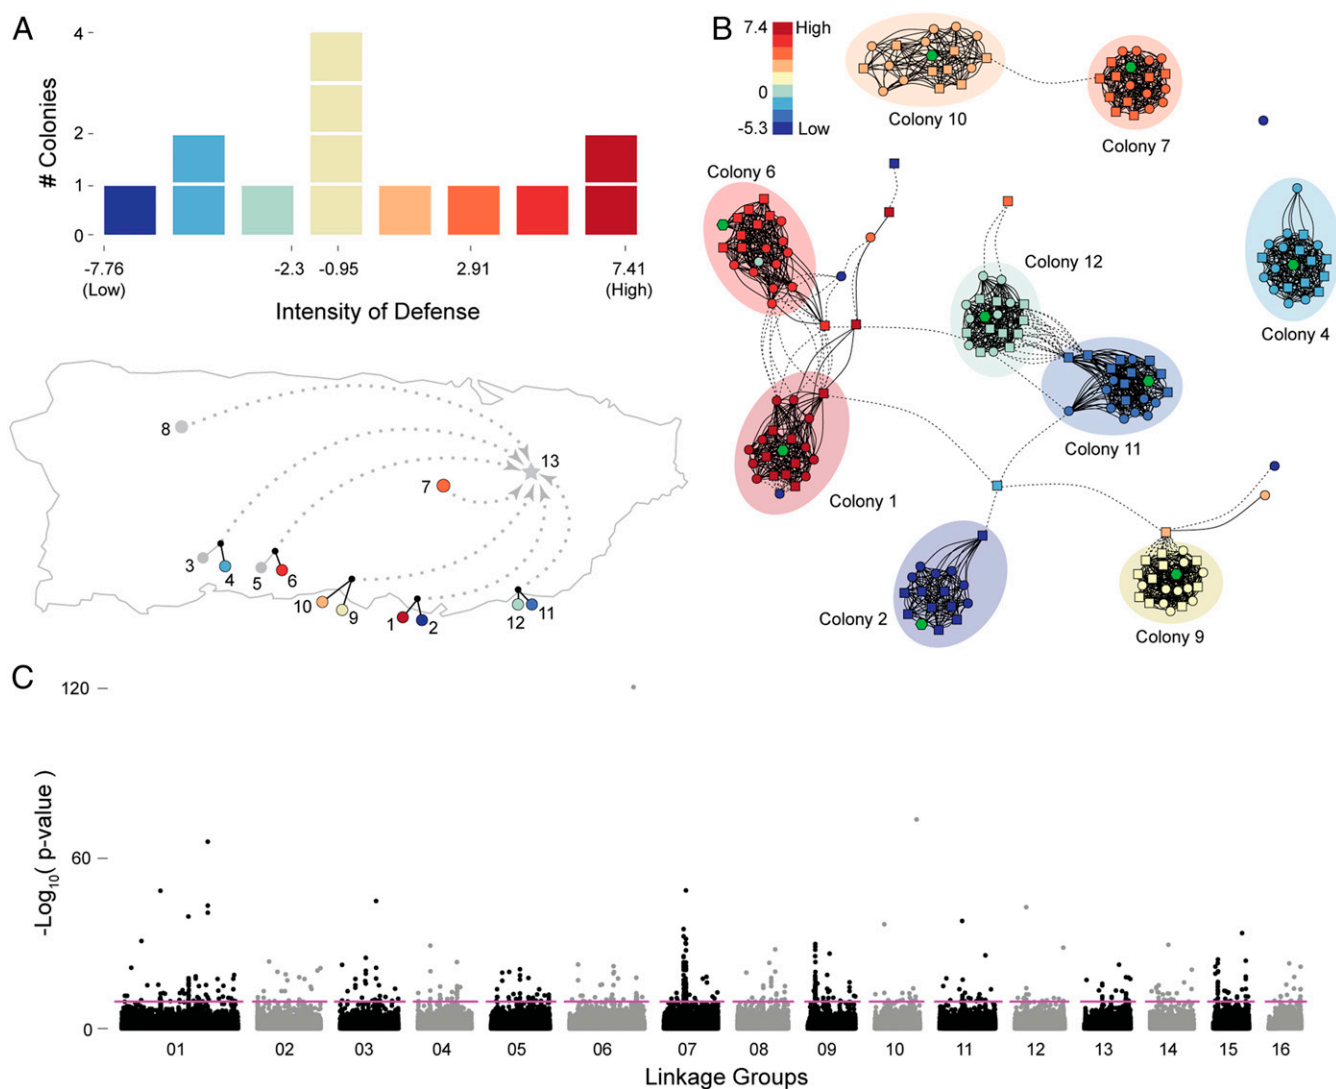 A
4
2
1
0
# Colonies
-7.76
(Low)
-2.3
-0.95
2.91
7.41
(High)
Intensity of Defense
8
13
7
3
4
5
6
10
9
1
2
12
11
B
7.4
High
0
-5.3
Low
Colony 10
Colony 7
Colony 6
Colony 12
Colony 4
Colony 11
Colony 1
Colony 2
Colony 9
C
120
60
0
-Log10( p-value)
01 02 03 04 05 06 07 08 09 10 11 12 13 14 15 16
Linkage Groups